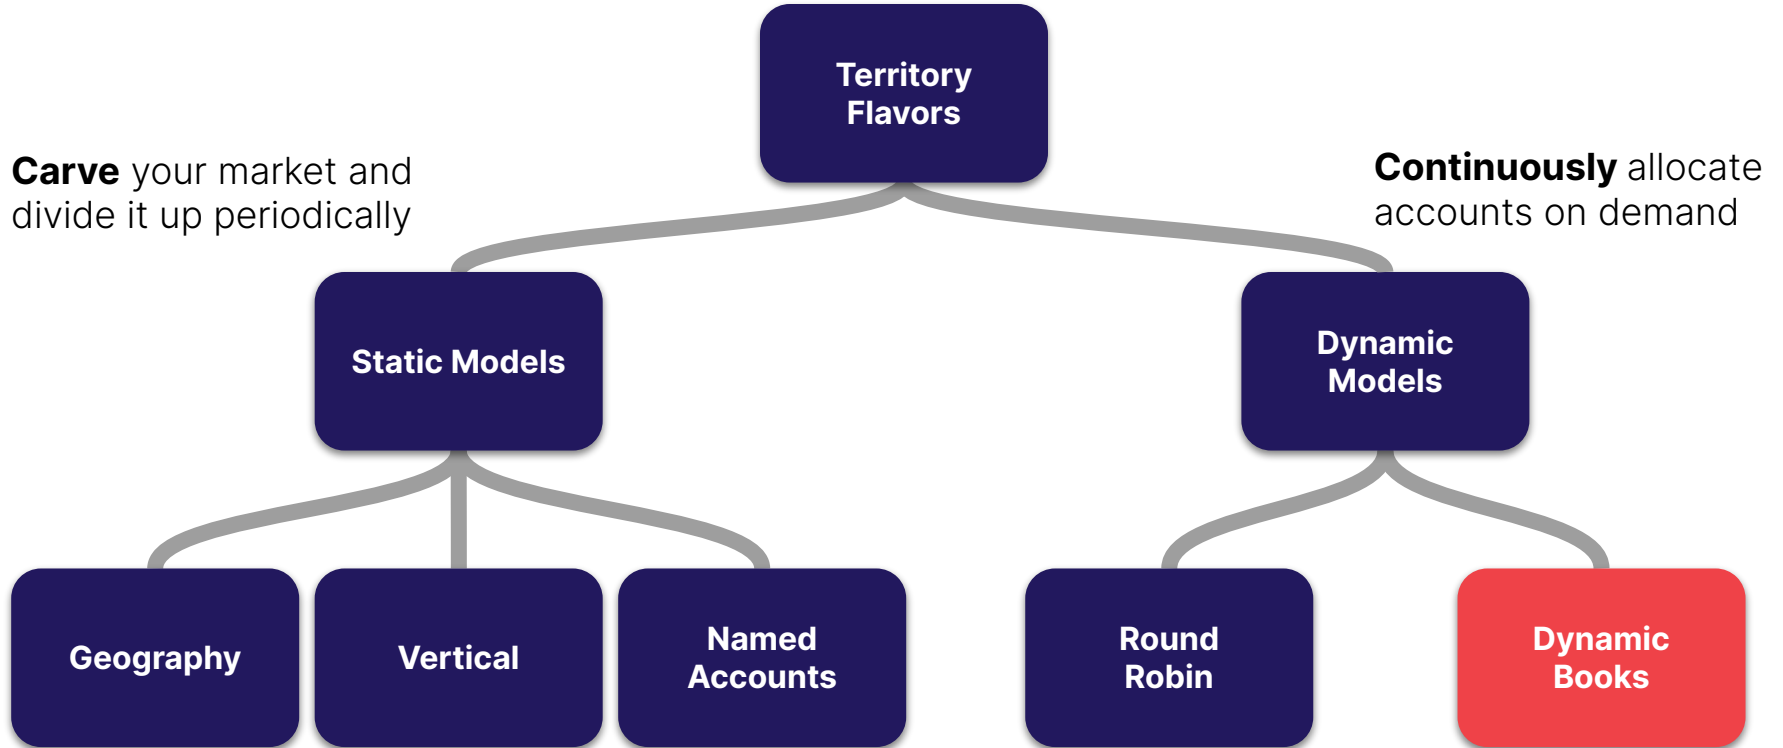 Territory
Flavors
Carve your market and
divide it up periodically
Continuously allocate
accounts on demand
Static Models
Dynamic
Models
Geography
Vertical
Named
Accounts
Round
Robin
Dynamic
Books